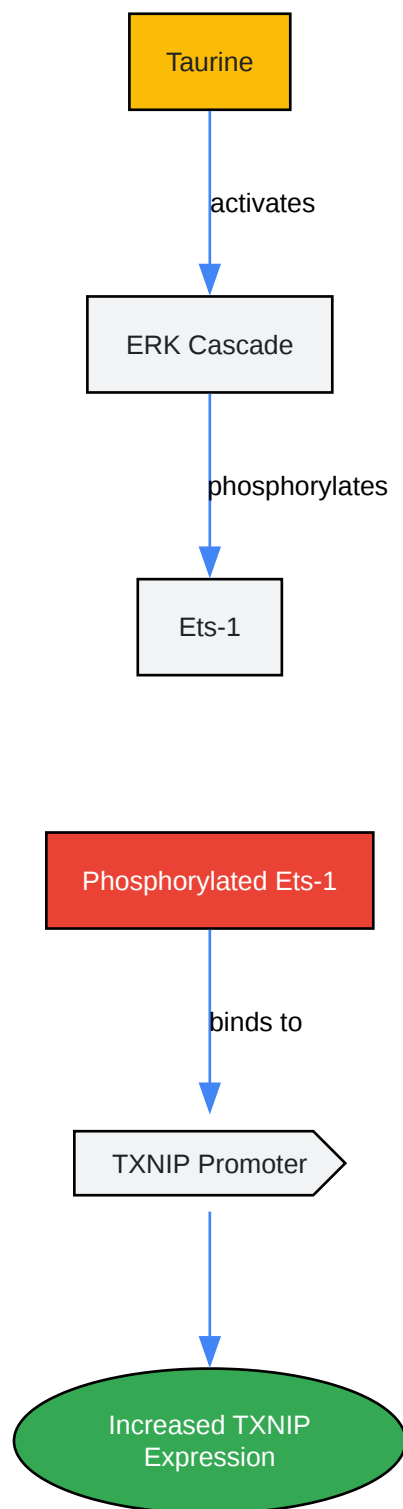 Taurine
activates
ERK Cascade
phosphorylates
Ets-1
Phosphorylated Ets-1
binds to
TXNIP Promoter
Increased TXNIP
Expression